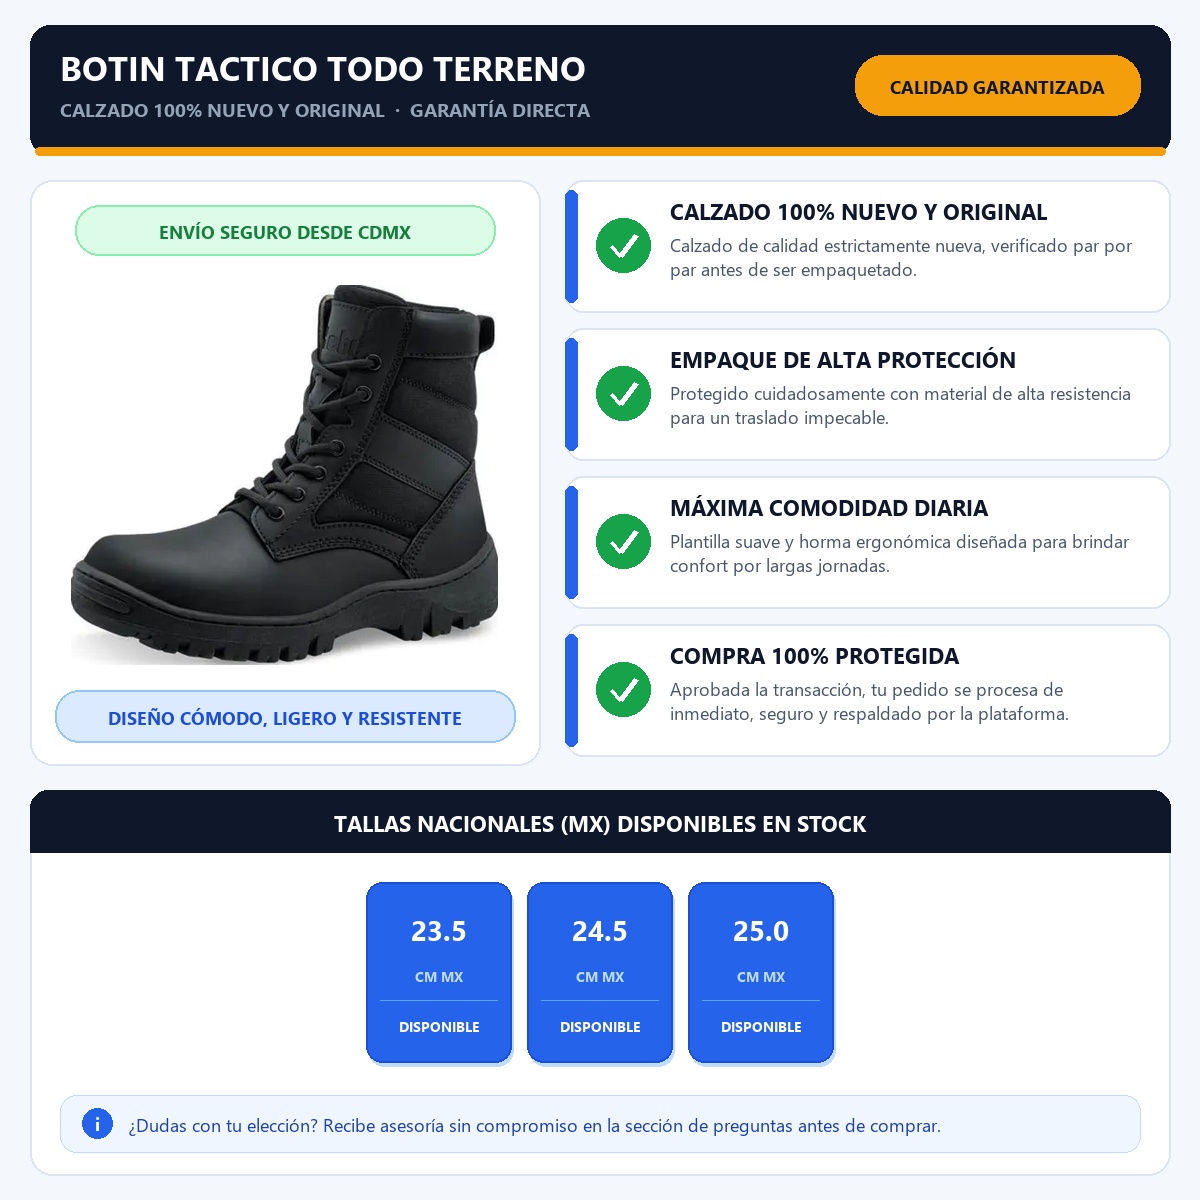 BOTIN TACTICO TODO TERRENO
CALZADO 100% NUEVO Y ORIGINAL · GARANTÍA DIRECTA
CALIDAD GARANTIZADA
ENVÍO SEGURO DESDE CDMX
DISEÑO CÓMODO, LIGERO Y RESISTENTE
CALZADO 100% NUEVO Y ORIGINAL
Calzado de calidad estrictamente nueva, verificado par por
par antes de ser empaquetado.
EMPAQUE DE ALTA PROTECCIÓN
Protegido cuidadosamente con material de alta resistencia
para un traslado impecable.
MÁXIMA COMODIDAD DIARIA
Plantilla suave y horma ergonómica diseñada para brindar
confort por largas jornadas.
COMPRA 100% PROTEGIDA
Aprobada la transacción, tu pedido se procesa de
inmediato, seguro y respaldado por la plataforma.
TALLAS NACIONALES (MX) DISPONIBLES EN STOCK
23.5
CM MX
DISPONIBLE
24.5
CM MX
DISPONIBLE
25.0
CM MX
DISPONIBLE
¿Dudas con tu elección? Recibe asesoría sin compromiso en la sección de preguntas antes de comprar.